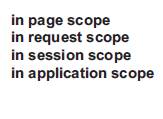 in page scope
in request scope
in session scope
in application scope